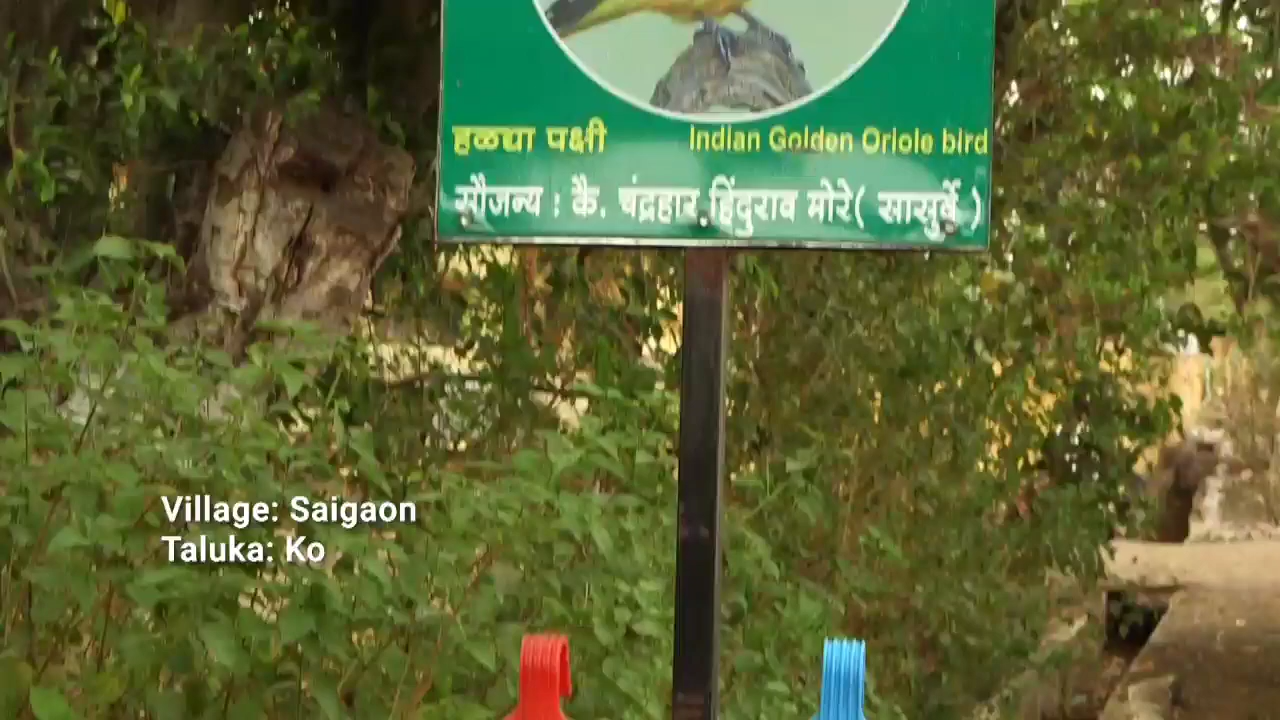 हळद्या पक्षी Indian Golden Oriole bird
सौजन्य : कै. चंद्रहार हिंदुराव मोरे( सासुर्वे )
Village: Saigaon
Taluka: Ko